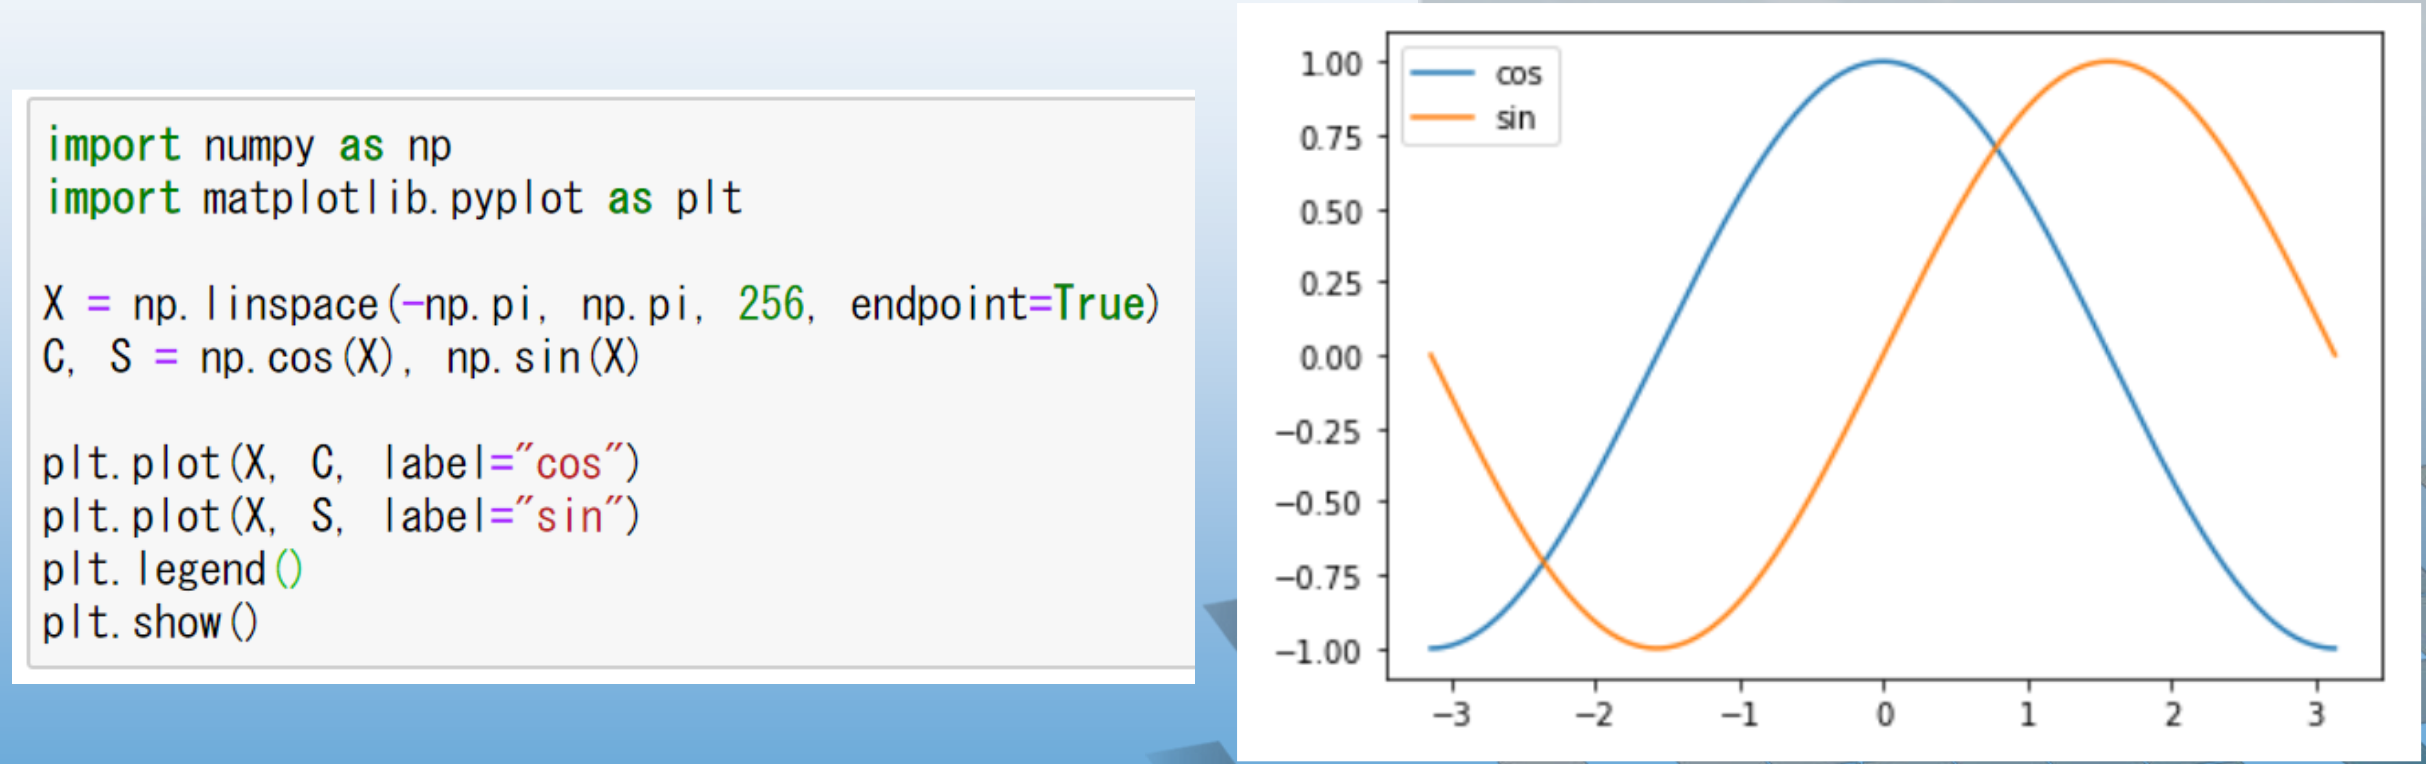 import numpy as np
import matplotlib.pyplot as plt
X = np.linspace(-np.pi, np.pi, 256, endpoint=True)
C, S = np.cos(X), np.sin(X)
plt.plot(X, C, label="cos")
plt.plot(X, S, label="sin")
plt.legend()
plt.show()
cos
sin
1.00
0.75
0.50
0.25
0.00
−0.25
−0.50
−0.75
−1.00
−3 −2 −1 0 1 2 3